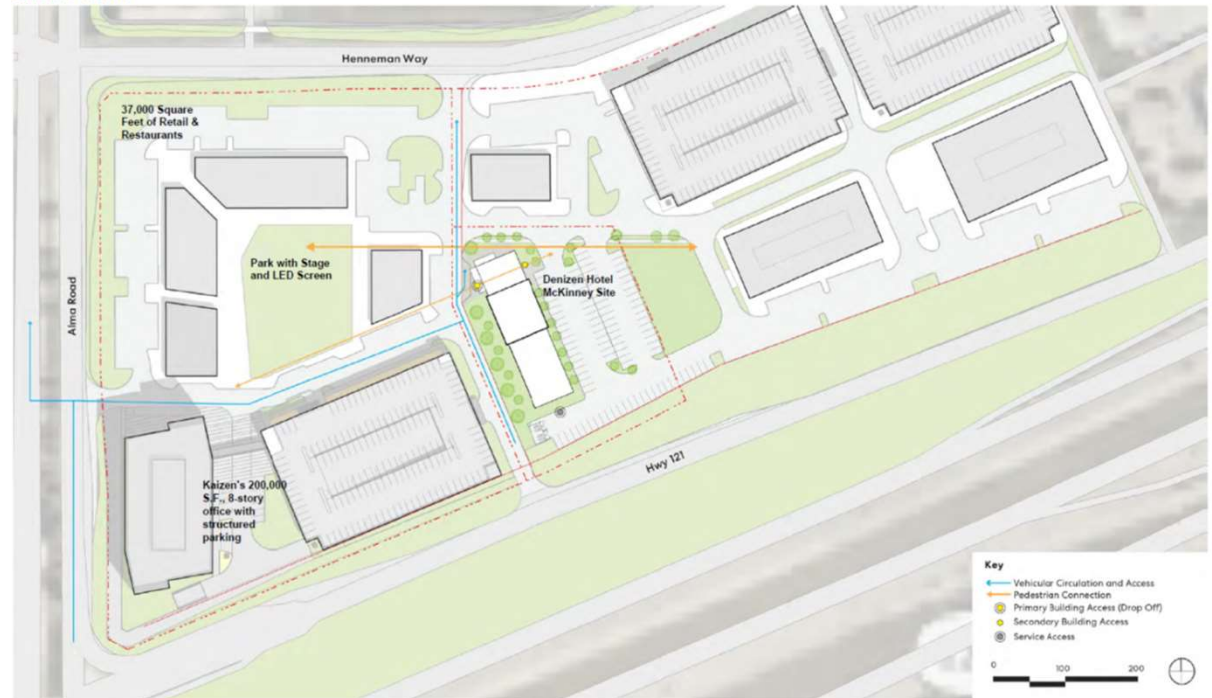 Henneman Way
37,000 Square
Feet of Retail &
Restaurants
Park with Stage
and LED Screen
Denizen Hotel
McKinney Site
Alma Road
Hwy 121
Kaizen's 200,000
S.F., 8-story
office with
structured
parking
Key
Vehicular Circulation and Access
Pedestrian Connection
Primary Building Access (Drop Off)
Secondary Building Access
Service Access
0 100 200